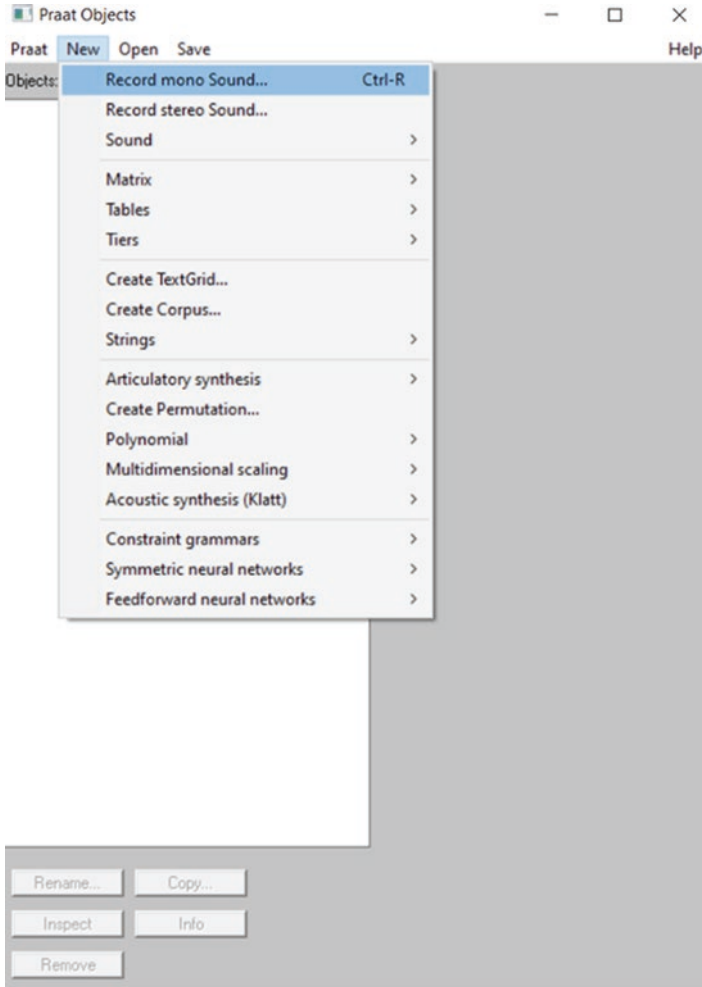 Praat Objects
Praat New Open Save Help
Objects:
Record mono Sound... Ctrl-R
Record stereo Sound...
Sound
Matrix
Tables
Tiers
Create TextGrid...
Create Corpus...
Strings
Articulatory synthesis
Create Permutation...
Polynomial
Multidimensional scaling
Acoustic synthesis (Klatt)
Constraint grammars
Symmetric neural networks
Feedforward neural networks
Rename... Copy...
Inspect Info
Remove